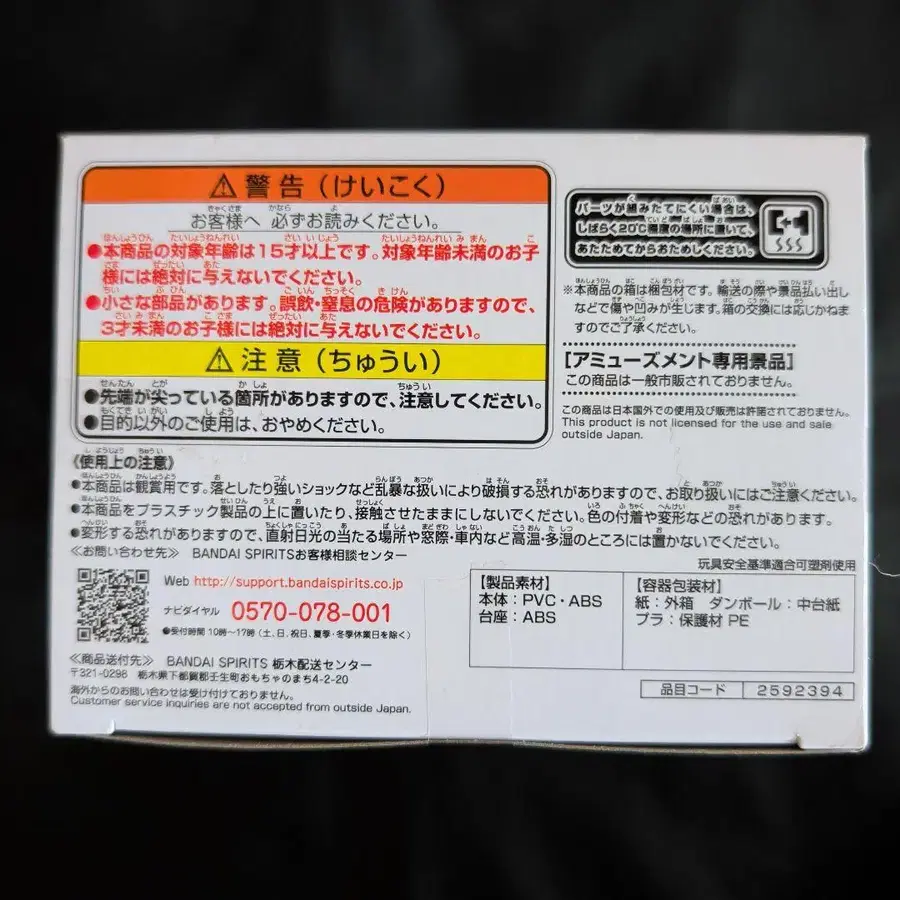 ⚠ 警告(けいこく)
お客様へ 必ずお読みください。
●本商品の対象年齢は15才以上です。対象年齢未満のお子
様には絶対に与えないでください。
●小さな部品があります。誤飲・窒息の危険がありますので、
3才未満のお子様には絶対に与えないでください。
⚠ 注意(ちゅうい)
●先端が尖っている箇所がありますので、注意してください。
●目的以外のご使用は、おやめください。
パーツが組みたてにくい場合は、
しばらく20℃程度の場所に置いて、
あたためてからおためしください。
※本商品の箱は梱包材です。輸送の際や景品払い出し
などで傷や凹みが生じます。箱の交換には応じかねま
すのでご了承ください。
[アミューズメント専用景品]
この商品は一般市販されておりません。
この商品は日本国外での使用及び販売は許諾されておりません。
This product is not licensed for the use and sale
outside Japan.
《使用上の注意》
●本商品は観賞用です。落としたり強いショックなど乱暴な扱いにより破損する恐れがありますので、お取り扱いにはご注意ください。
●本商品をプラスチック製品の上に置いたり、接触させたままにしないでください。色の付着や変形などの恐れがあります。
●変形する恐れがありますので、直射日光の当たる場所や窓際・車内など高温・多湿のところには置かないでください。
《お問い合わせ先》 BANDAI SPIRITSお客様相談センター
玩具安全基準適合可塑剤使用
Web http://support.bandaispirits.co.jp
ナビダイヤル 0570-078-001
●受付時間 10時~17時(土、日、祝日、夏季・冬季休業日を除く)
《商品送付先》 BANDAI SPIRITS 栃木配送センター
〒321-0298 栃木県下都賀郡壬生町おもちゃのまち4-2-20
海外からのお問い合わせは受け付けておりません。
Customer service inquiries are not accepted from outside Japan.
【製品素材】
本体:PVC・ABS
台座:ABS
【容器包装材】
紙:外箱 ダンボール:中台紙
プラ:保護材 PE
品目コード 2592394